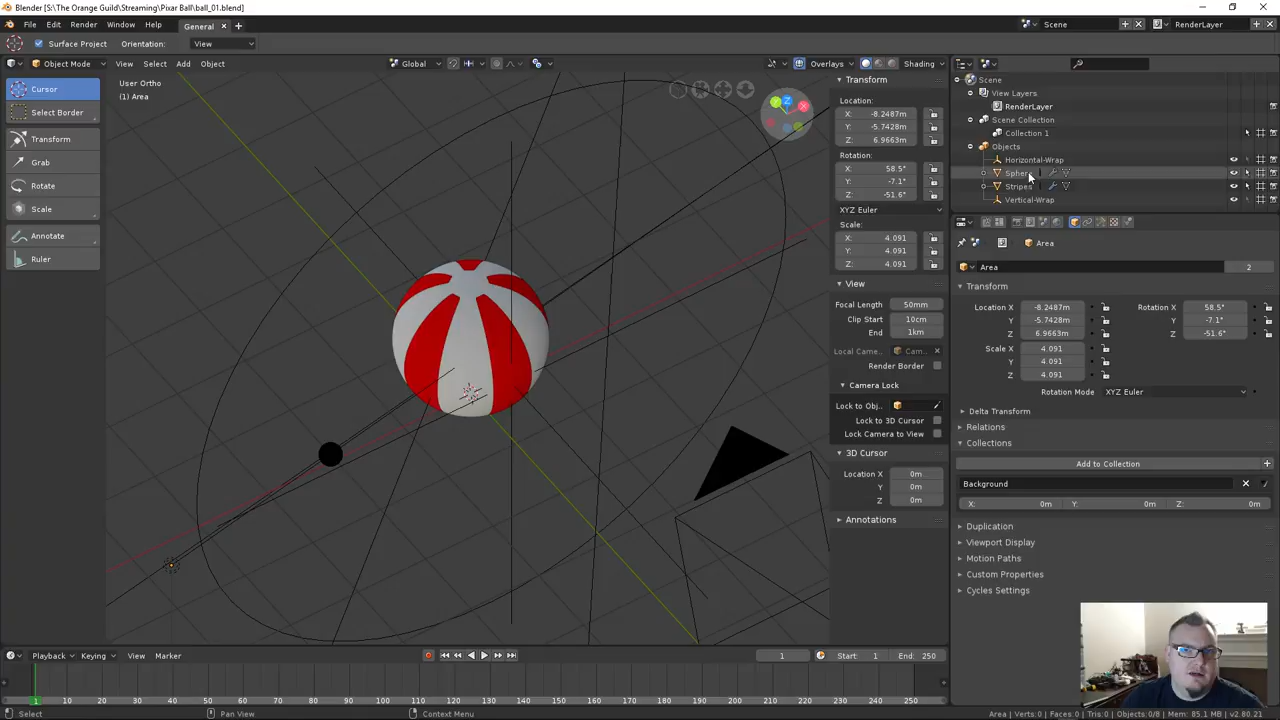 Blender [S:\The Orange Guild\Streaming\Pixar Ball\ball_01.blend]
File Edit Render Window Help General Scene RenderLayer
Surface Project Orientation: View
Object Mode View Select Add Object Global Overlays Shading
Cursor
Select Border
Transform
Grab
Rotate
Scale
Annotate
Ruler
User Ortho
(1) Area
Z
Y
X
Transform
Location:
X: -8.2487m
Y: -5.7428m
Z: 6.9663m
Rotation:
X: 58.5°
Y: -7.1°
Z: -51.6°
XYZ Euler
Scale:
X: 4.091
Y: 4.091
Z: 4.091
View
Focal Length 50mm
Clip Start 10cm
End 1km
Local Came.. Cam..
Render Border
Camera Lock
Lock to Obj..
Lock to 3D Cursor
Lock Camera to View
3D Cursor
Location X 0m
Y 0m
Z 0m
Annotations
Scene
View Layers
RenderLayer
Scene Collection
Collection 1
Objects
Horizontal-Wrap
Stripes
Vertical-Wrap
Area
Area 2
Transform
Location X -8.2487m Rotation X 58.5°
Y -5.7428m Y -7.1°
Z 6.9663m Z -51.6°
Scale X 4.091
Y 4.091
Z 4.091
Rotation Mode XYZ Euler
Delta Transform
Relations
Collections
Add to Collection
Background
X: 0m Y: 0m Z: 0m
Duplication
Viewport Display
Motion Paths
Custom Properties
Cycles Settings
Playback Keying View Marker 1 Start: 1 End: 250
1 10 20 30 40 50 60 70 80 90 100 110 120 130 140 150 160 170 180 190 200 210 220 230 240 250
Select Pan View Context Menu Area | Verts:0 | Faces:0 | Tris:0 | Objects:0/8 | Mem: 85.1 MB | v2.80.21